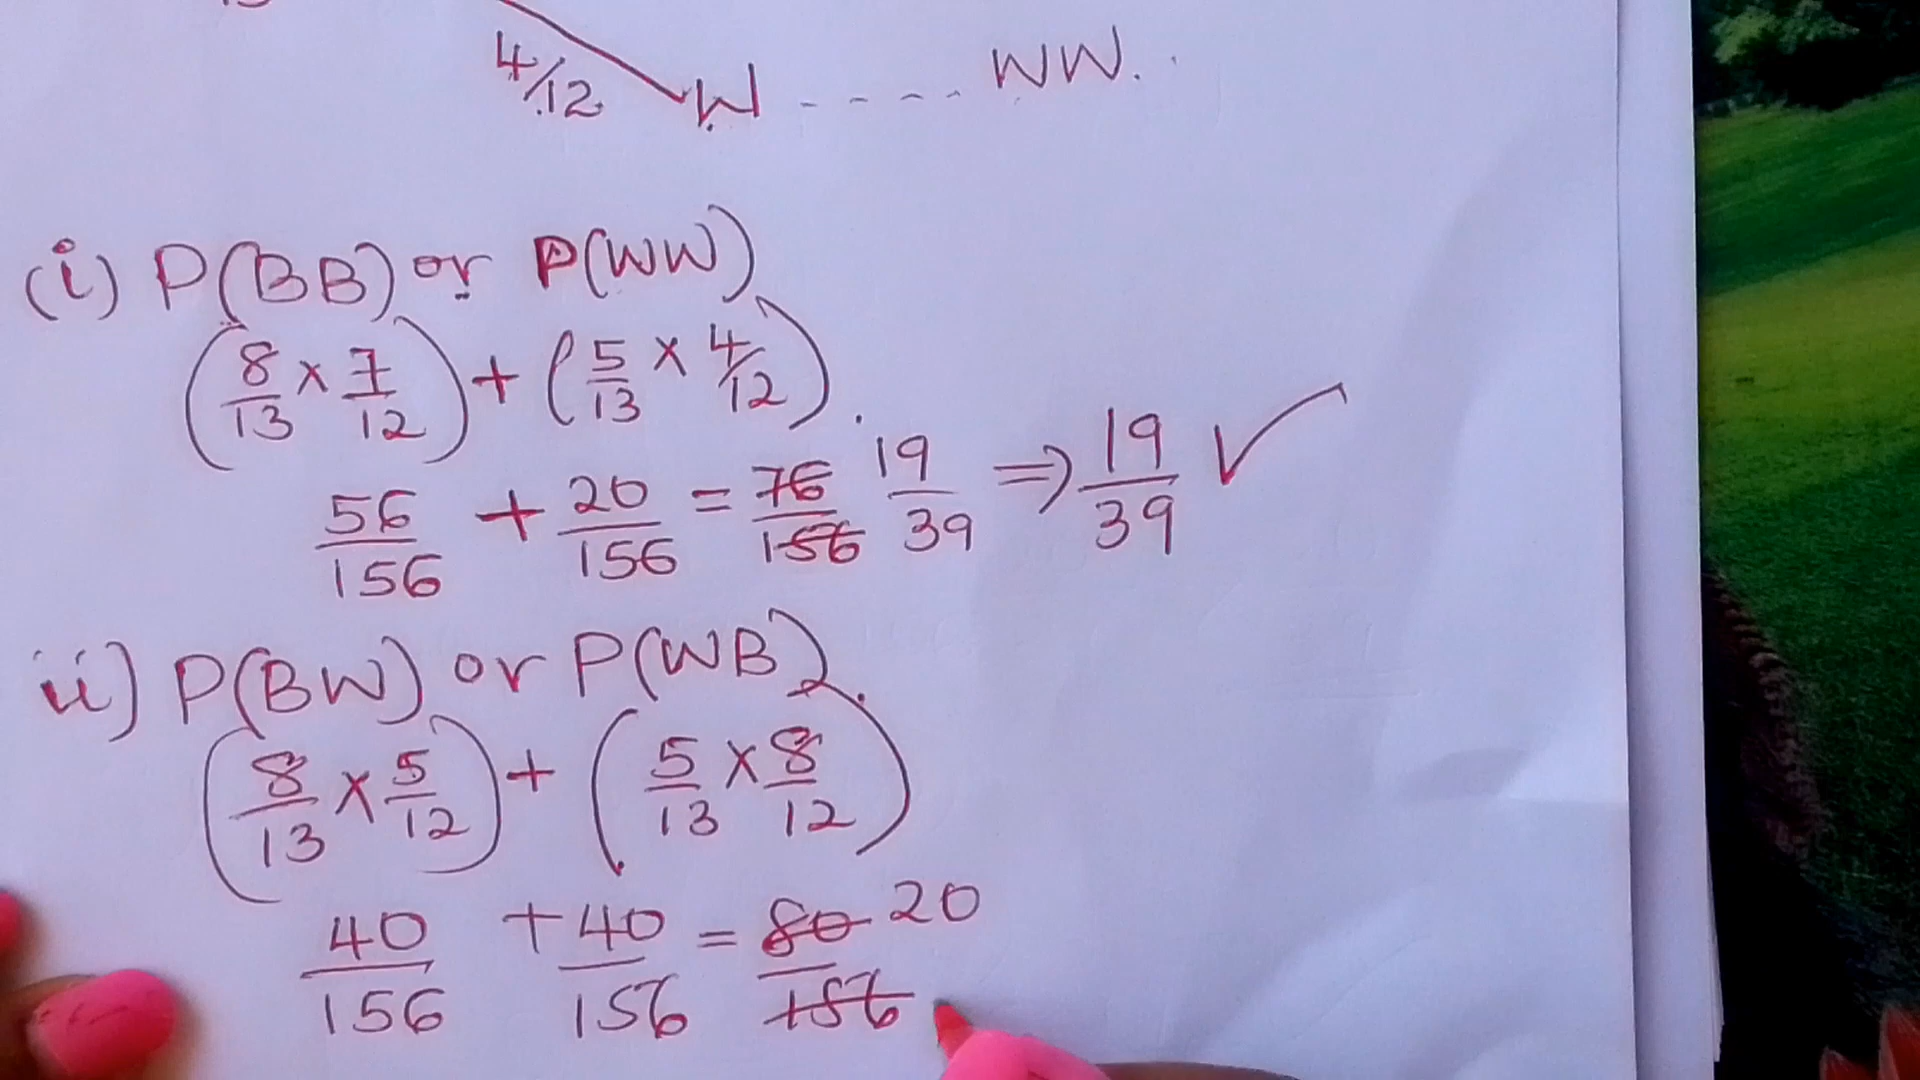 4/12 W ----- WW.
(i) P(BB) or P(WW)
(8/13 × 7/12) + (5/13 × 4/12).
56/156 + 20/156 = 76/156 19/39 ⇒ 19/39 ✓
ii) P(BW) or P(WB).
(8/13 × 5/12) + (5/13 × 8/12)
40/156 + 40/156 = 80/156 20